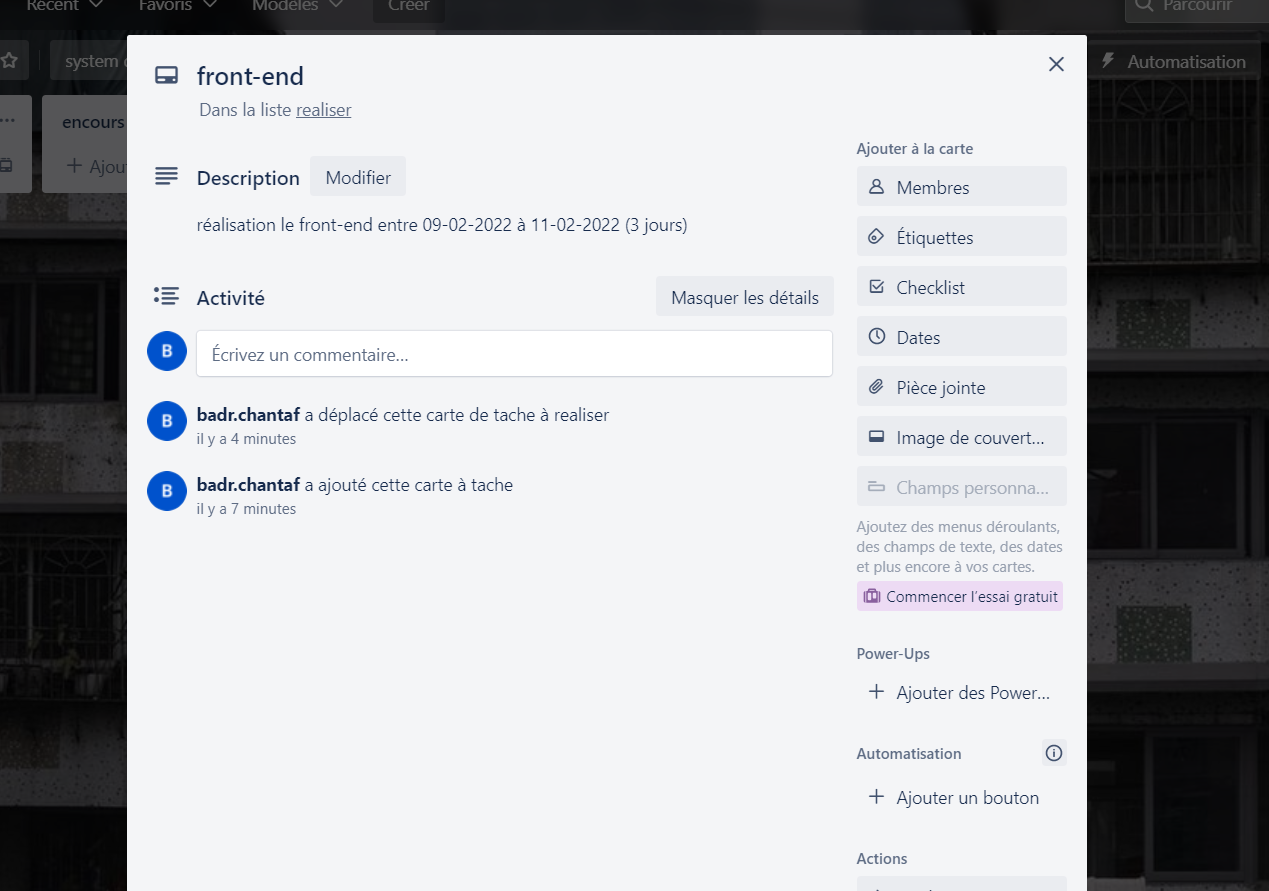 Récent
Favoris
Modèles
Créer
Parcourir
system
Automatisation
encours
Ajou
front-end
Dans la liste realiser
Description
Modifier
réalisation le front-end entre 09-02-2022 à 11-02-2022 (3 jours)
Activité
Masquer les détails
B
Écrivez un commentaire…
B
badr.chantaf a déplacé cette carte de tache à realiser
il y a 4 minutes
B
badr.chantaf a ajouté cette carte à tache
il y a 7 minutes
Ajouter à la carte
Membres
Étiquettes
Checklist
Dates
Pièce jointe
Image de couvert…
Champs personna…
Ajoutez des menus déroulants,
des champs de texte, des dates
et plus encore à vos cartes.
Commencer l’essai gratuit
Power-Ups
Ajouter des Power…
Automatisation
Ajouter un bouton
Actions